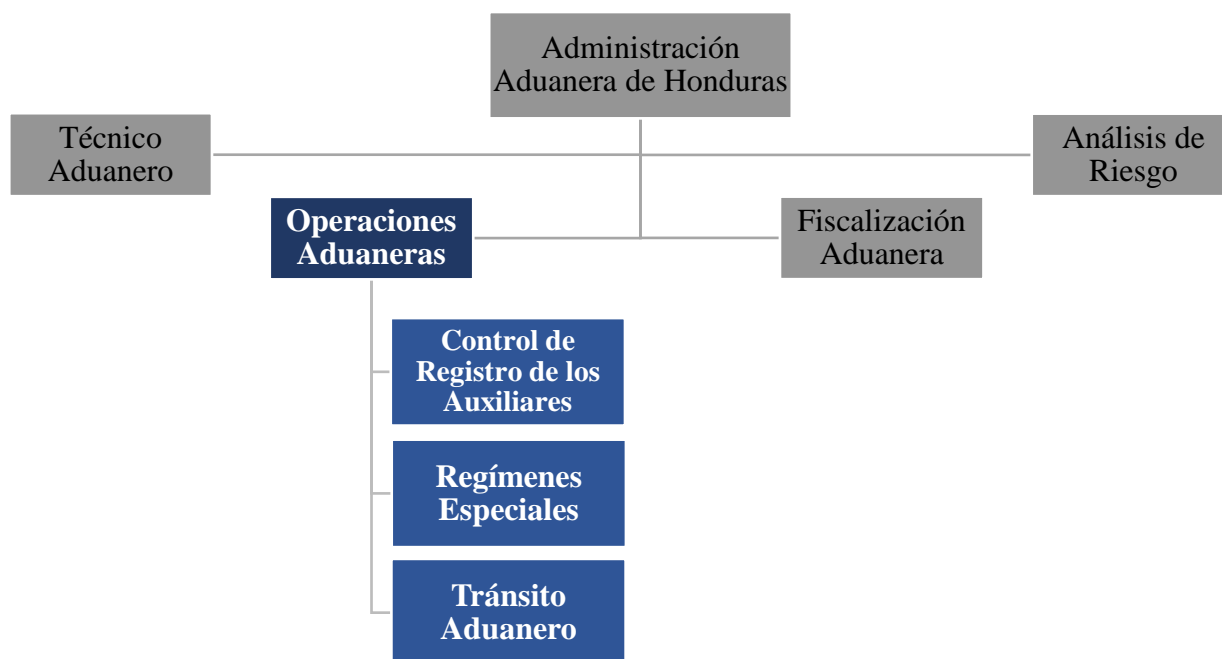 Administración
Aduanera de Honduras
Técnico
Aduanero
Análisis de
Riesgo
Operaciones
Aduaneras
Fiscalización
Aduanera
Control de
Registro de los
Auxiliares
Regímenes
Especiales
Tránsito
Aduanero